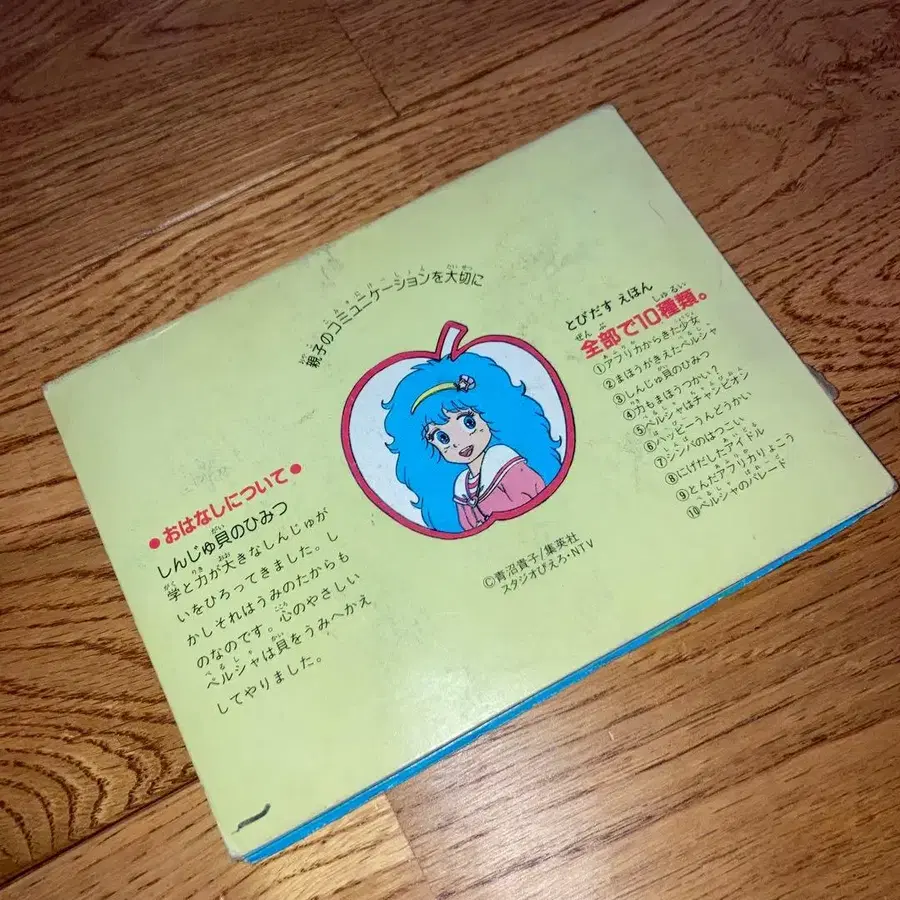 親子のコミュニケーションを大切に
●おはなしについて●
しんじゅ貝のひみつ
学と力が大きなしんじゅが
いをひろってきました。し
かしそれはうみのたからも
のなのです。心のやさしい
ペルシャは貝をうみへかえ
してやりました。
とびだす えほん
全部で10種類。
①アフリカからきた少女
②まほうがきえたペルシャ
③しんじゅ貝のひみつ
④力もまほうつかい？
⑤ペルシャはチャンピオン
⑥ハッピーうんどうかい
⑦シンバのはつこい
⑧にげだしたアイドル
⑨とんだアフリカりょこう
⑩ペルシャのパレード
©青沼貴子/集英社
スタジオぴえろ・NTV